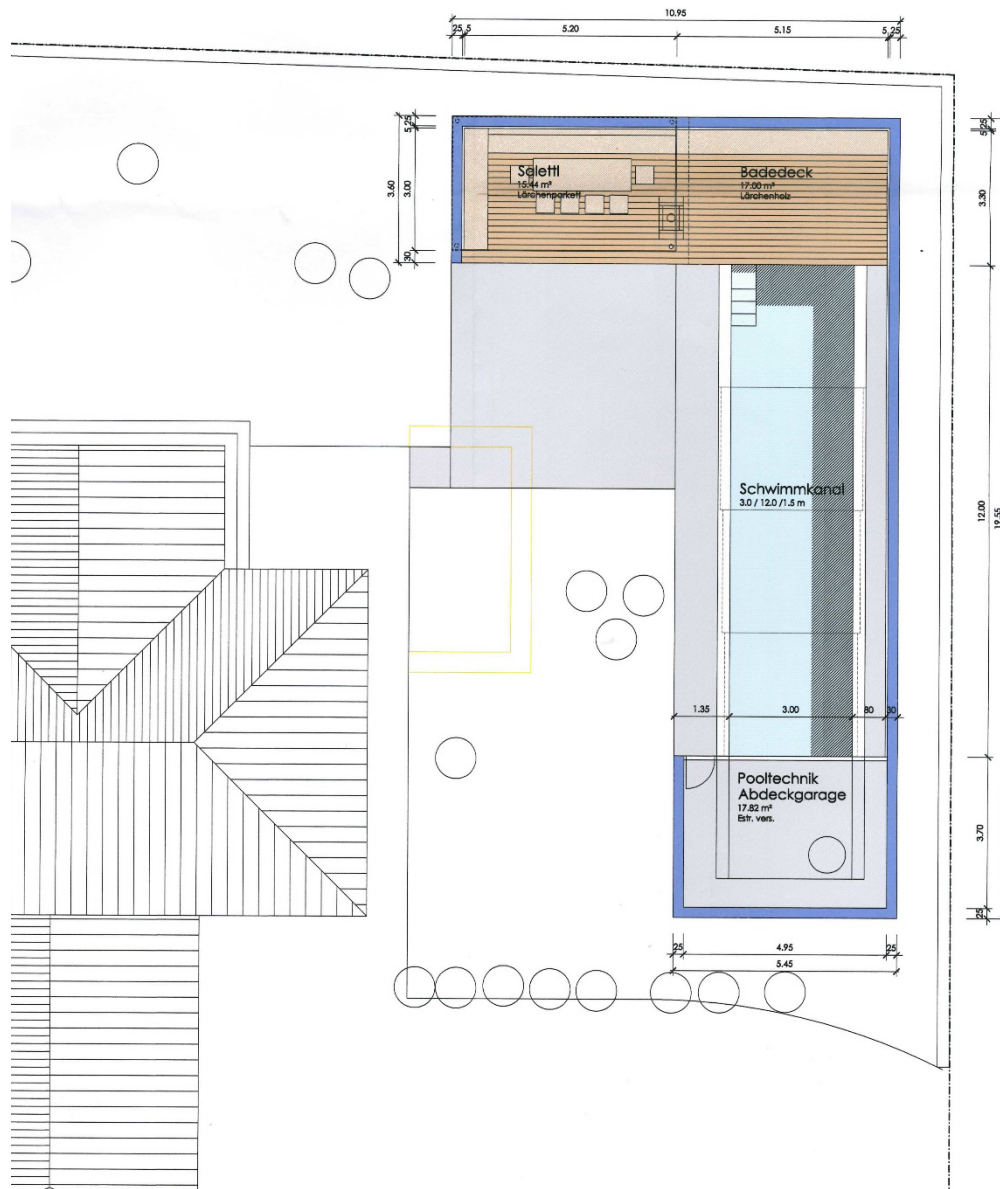 10.95
25 5 5.20 5.15 5 25
5 25
3.60
3.00
30
Salettl
15.44 m²
Lärchenparkett
Badedeck
17.00 m²
Lärchenholz
5 25
3.30
Schwimmkanal
3.0 / 12.0 /1.5 m
12.00
19.55
1.35 3.00 80 30
Pooltechnik
Abdeckgarage
17.82 m²
Estr. vers.
3.70
25
25 4.95 25
5.45